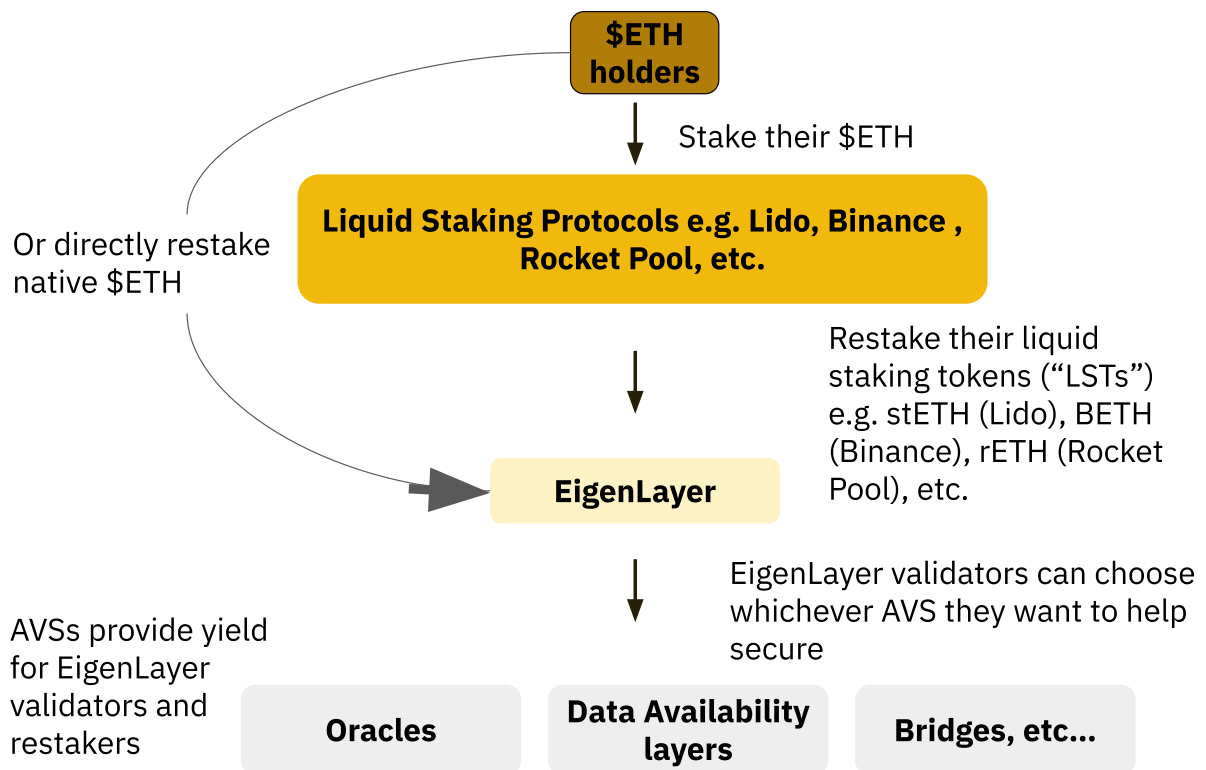 $ETH
holders
Stake their $ETH
Liquid Staking Protocols e.g. Lido, Binance ,
Rocket Pool, etc.
Or directly restake
native $ETH
Restake their liquid
staking tokens (“LSTs”)
e.g. stETH (Lido), BETH
(Binance), rETH (Rocket
Pool), etc.
EigenLayer
EigenLayer validators can choose
whichever AVS they want to help
secure
AVSs provide yield
for EigenLayer
validators and
restakers
Oracles
Data Availability
layers
Bridges, etc...